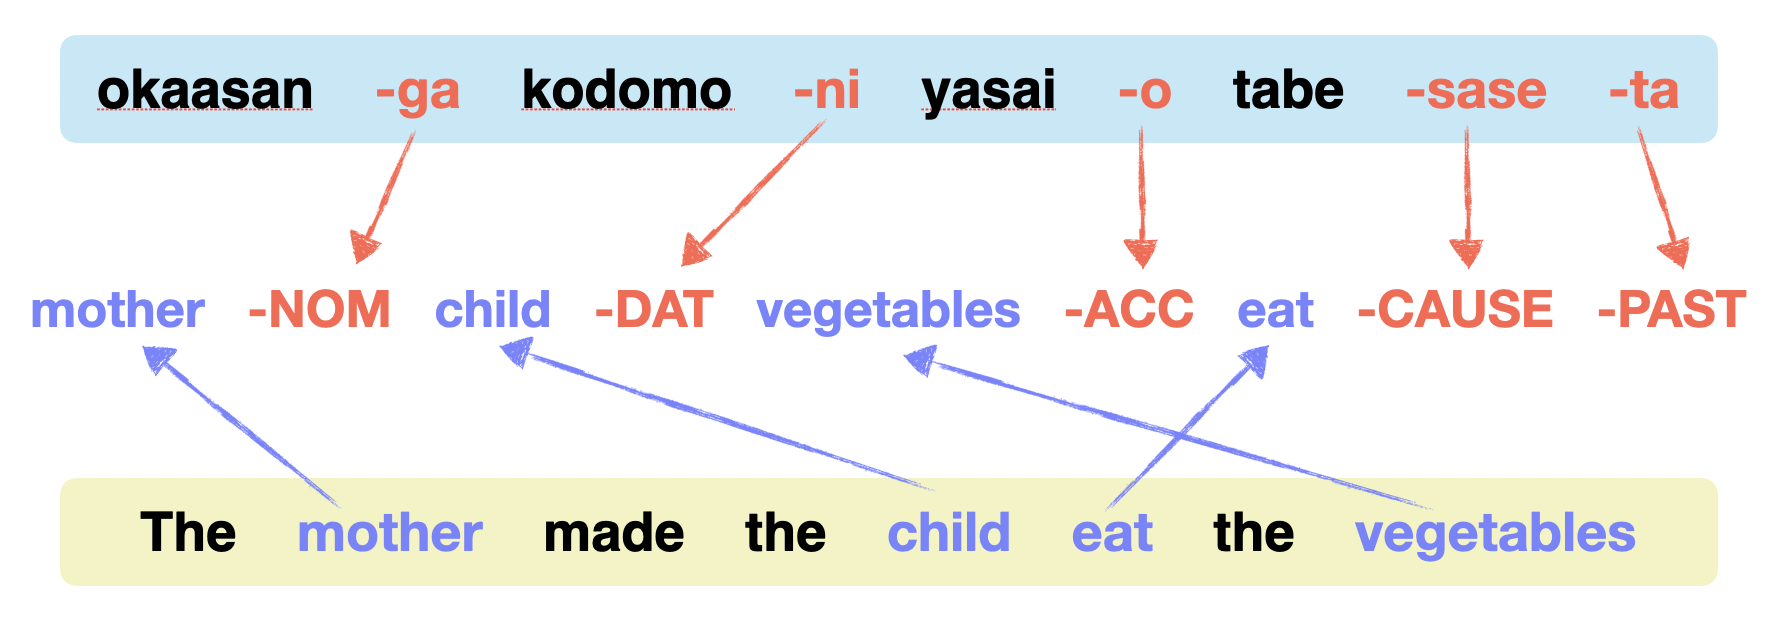 okaasan -ga kodomo -ni yasai -o tabe -sase -ta
mother -NOM child -DAT vegetables -ACC eat -CAUSE -PAST
The mother made the child eat the vegetables